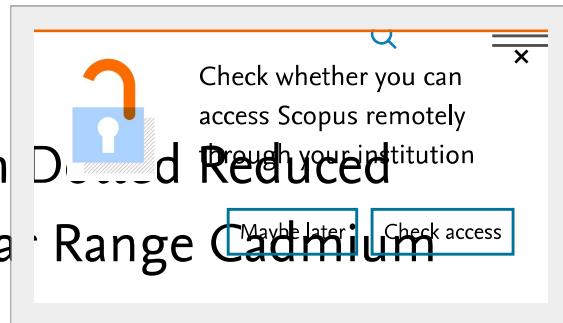 Check whether you can
access Scopus remotely
through your institution
Dotted Reduced
Range Cadmium
Maybe later
Check access